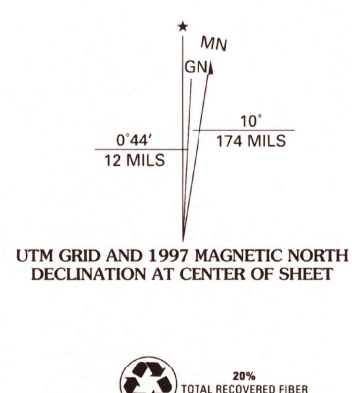 MN
GN
0°44'
12 MILS
10°
174 MILS
UTM GRID AND 1997 MAGNETIC NORTH
DECLINATION AT CENTER OF SHEET
20%
TOTAL RECOVERED FIBER